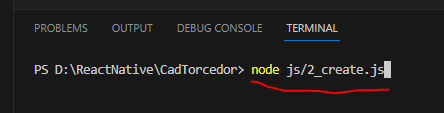 PROBLEMS OUTPUT DEBUG CONSOLE TERMINAL
PS D:\ReactNative\CadTorcedor> node js/2_create.js